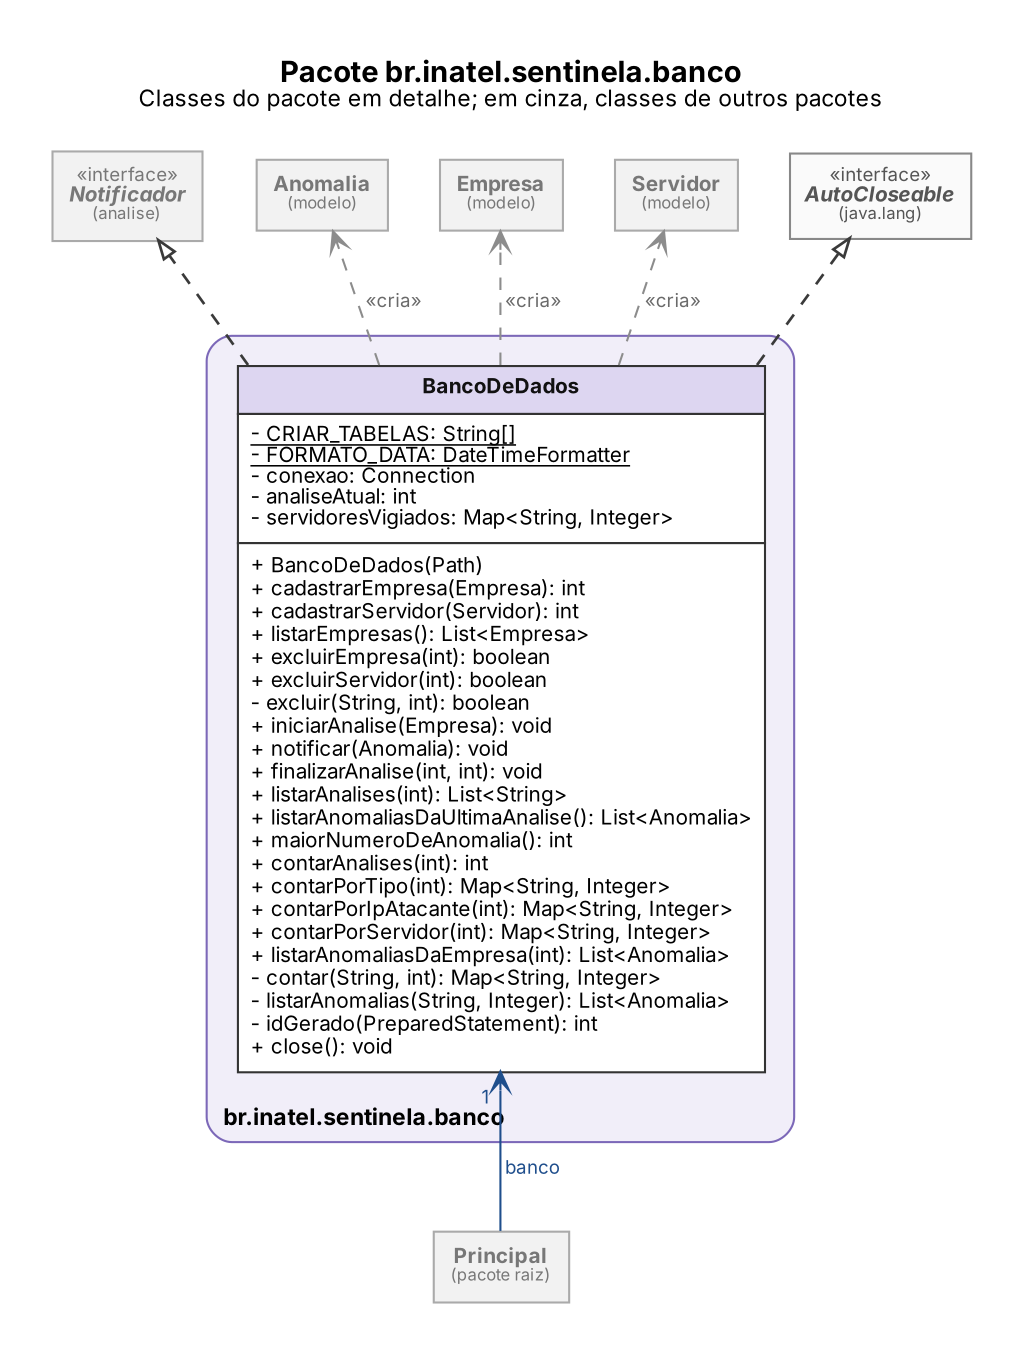 Pacote br.inatel.sentinela.banco
Classes do pacote em detalhe; em cinza, classes de outros pacotes
«interface»
Notificador
(analise)
Anomalia
(modelo)
Empresa
(modelo)
Servidor
(modelo)
«interface»
AutoCloseable
(java.lang)
«cria»
«cria»
«cria»
BancoDeDados
- CRIAR_TABELAS: String[]
- FORMATO_DATA: DateTimeFormatter
- conexao: Connection
- analiseAtual: int
- servidoresVigiados: Map<String, Integer>
+ BancoDeDados(Path)
+ cadastrarEmpresa(Empresa): int
+ cadastrarServidor(Servidor): int
+ listarEmpresas(): List<Empresa>
+ excluirEmpresa(int): boolean
+ excluirServidor(int): boolean
- excluir(String, int): boolean
+ iniciarAnalise(Empresa): void
+ notificar(Anomalia): void
+ finalizarAnalise(int, int): void
+ listarAnalises(int): List<String>
+ listarAnomaliasDaUltimaAnalise(): List<Anomalia>
+ maiorNumeroDeAnomalia(): int
+ contarAnalises(int): int
+ contarPorTipo(int): Map<String, Integer>
+ contarPorIpAtacante(int): Map<String, Integer>
+ contarPorServidor(int): Map<String, Integer>
+ listarAnomaliasDaEmpresa(int): List<Anomalia>
- contar(String, int): Map<String, Integer>
- listarAnomalias(String, Integer): List<Anomalia>
- idGerado(PreparedStatement): int
+ close(): void
1
br.inatel.sentinela.banco
banco
Principal
(pacote raiz)